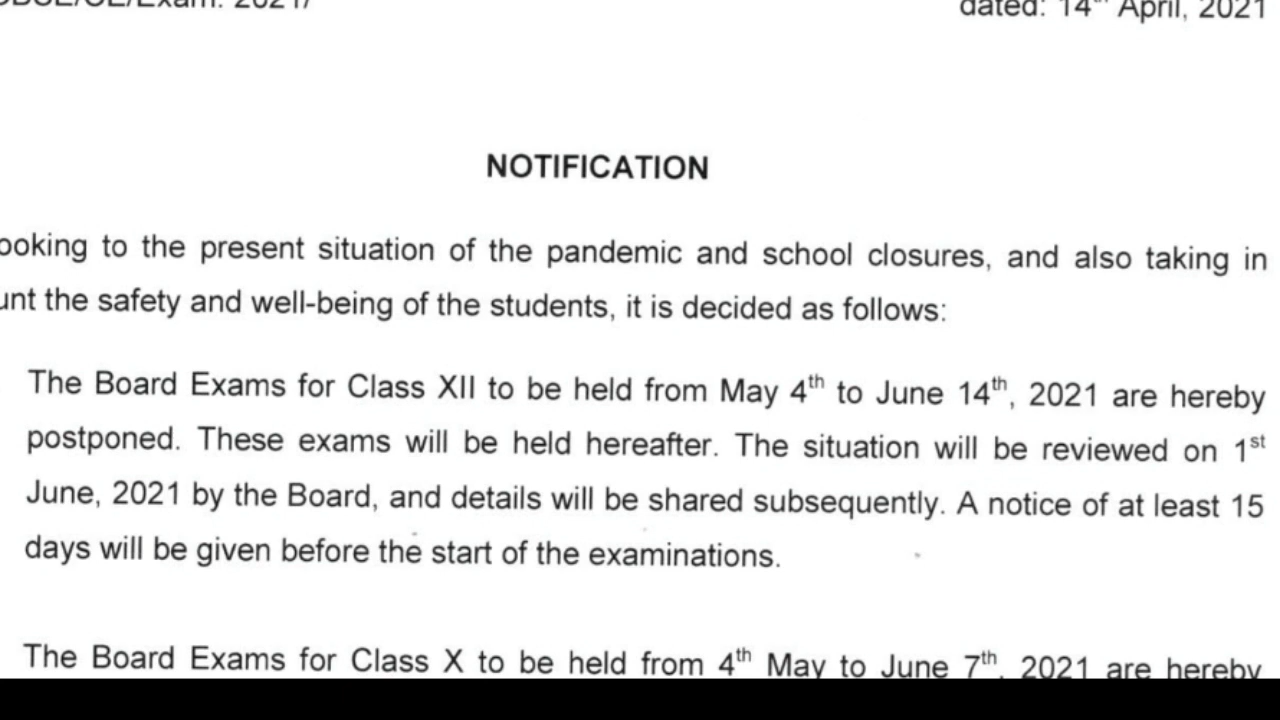 CBSE/CE/Exam. 2021/ dated: 14th April, 2021
NOTIFICATION
ooking to the present situation of the pandemic and school closures, and also taking in
unt the safety and well-being of the students, it is decided as follows:
The Board Exams for Class XII to be held from May 4th to June 14th, 2021 are hereby
postponed. These exams will be held hereafter. The situation will be reviewed on 1st
June, 2021 by the Board, and details will be shared subsequently. A notice of at least 15
days will be given before the start of the examinations.
The Board Exams for Class X to be held from 4th May to June 7th, 2021 are hereby